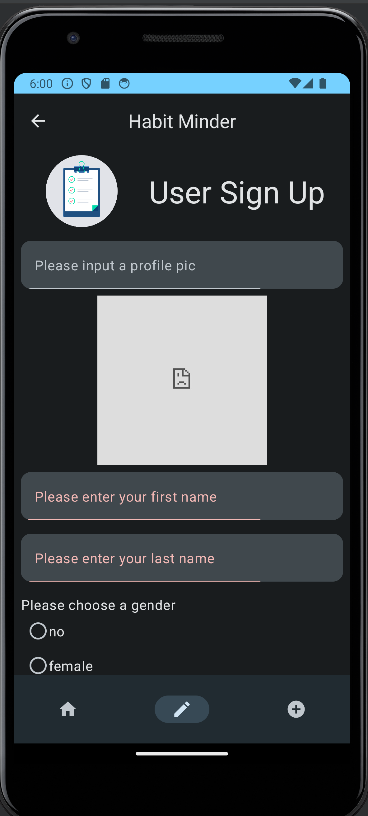 6:00
Habit Minder
User Sign Up
Please input a profile pic
Please enter your first name
Please enter your last name
Please choose a gender
no
female